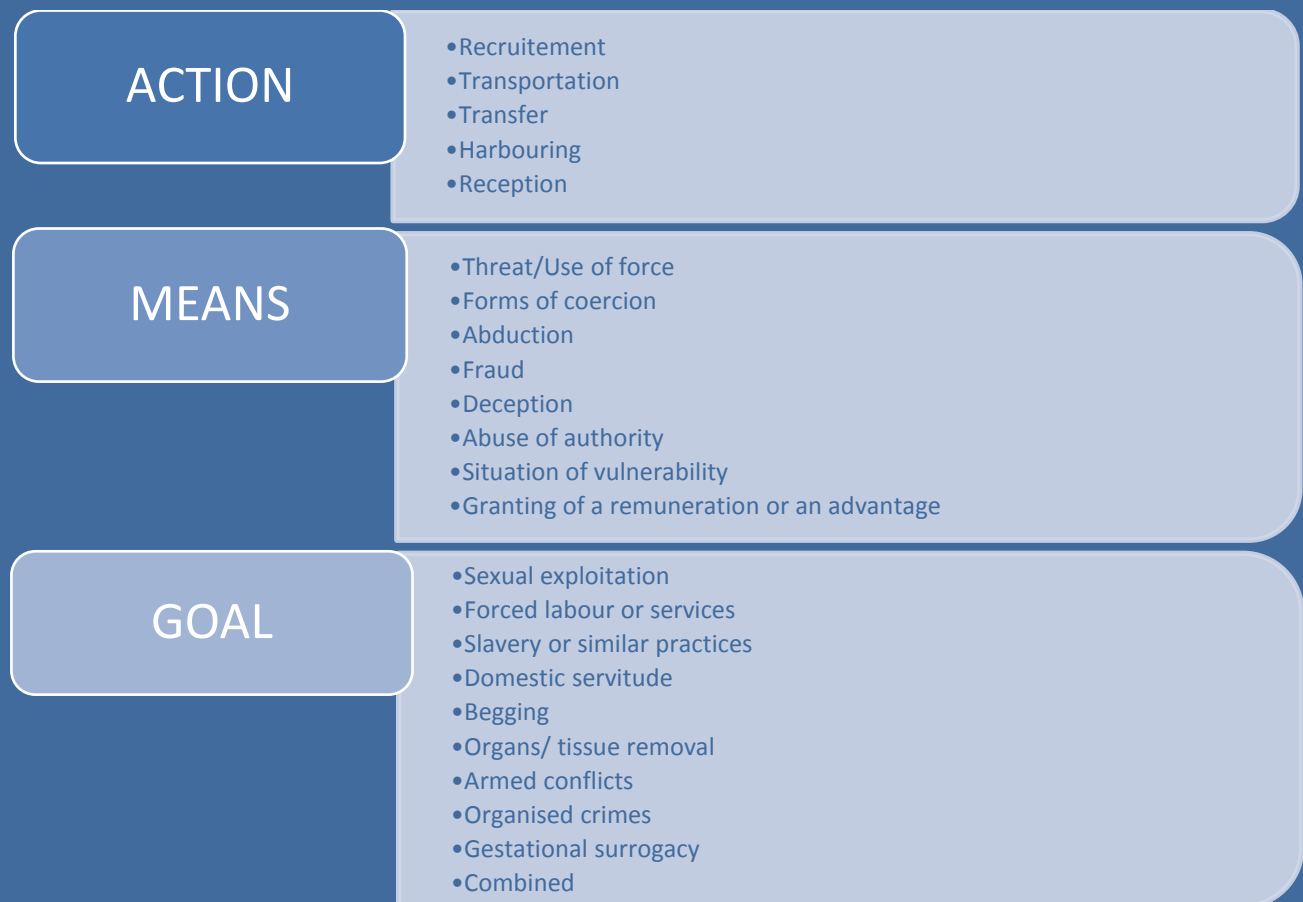 ACTION
•Recruitement
•Transportation
•Transfer
•Harbouring
•Reception
MEANS
•Threat/Use of force
•Forms of coercion
•Abduction
•Fraud
•Deception
•Abuse of authority
•Situation of vulnerability
•Granting of a remuneration or an advantage
GOAL
•Sexual exploitation
•Forced labour or services
•Slavery or similar practices
•Domestic servitude
•Begging
•Organs/ tissue removal
•Armed conflicts
•Organised crimes
•Gestational surrogacy
•Combined